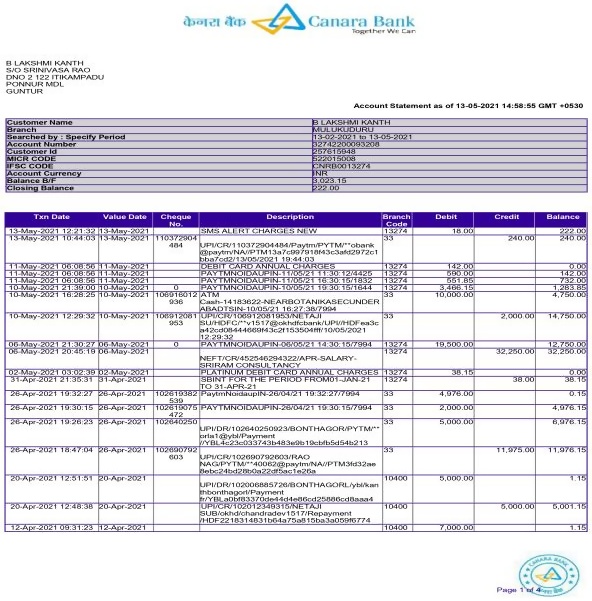 केनरा बैंक Canara Bank
Together We Can
B LAKSHMI KANTH
S/O SRINIVASA RAO
DNO 2 122 ITIKAMPADU
PONNUR MDL
GUNTUR
Account Statement as of 13-05-2021 14:58:55 GMT +0530
Customer Name B LAKSHMI KANTH
Branch MULUKUDURU
Searched by : Specify Period 13-02-2021 to 13-05-2021
Account Number 32742200093208
Customer Id 257615948
MICR CODE 522015008
IFSC CODE CNRB0013274
Account Currency INR
Balance B/F 3,023.15
Closing Balance 222.00
Txn Date Value Date Cheque No. Description Branch Code Debit Credit Balance
13-May-2021 12:21:32 13-May-2021 SMS ALERT CHARGES NEW 13274 18.00 222.00
13-May-2021 10:44:03 13-May-2021 110372904 33 240.00 240.00
484 UPI/CR/110372904484/Paytm/PYTM/**obank
@paytm/NA//PTM13a7c997918f43c3afd2972c1
bba7cd2/13/05/2021 19:44:03
11-May-2021 06:08:56 11-May-2021 DEBIT CARD ANNUAL CHARGES 13274 142.00 0.00
11-May-2021 06:08:56 11-May-2021 PAYTMNOIDAUPIN-11/05/2021 11:30:12/4425 13274 590.00 142.00
11-May-2021 06:08:56 11-May-2021 PAYTMNOIDAUPIN-11/05/2021 16:30:15/1832 13274 551.85 732.00
10-May-2021 21:39:00 10-May-2021 0 PAYTMNOIDAUPIN-10/05/2021 19:30:15/1644 13274 3,466.15 1,283.85
10-May-2021 16:28:25 10-May-2021 106916012 ATM 33 10,000.00 4,750.00
936 Cash-14183622-NEARBOTANIKASECUNDER
ABADTSIN-10/05/2021 16:27:38/7994
10-May-2021 12:29:32 10-May-2021 106912081 UPI/CR/106912081953/NETAJI 33 2,000.00 14,750.00
953 SU/HDFC/**v1517@okhdfcbank/UPI//HDFea3c
12:29:32
06-May-2021 21:30:27 06-May-2021 0 PAYTMNOIDAUPIN-06/05/2021 14:30:15/7994 13274 19,500.00 12,750.00
06-May-2021 20:45:19 06-May-2021 32,250.00 32,250.00
NEFT/CR/452546294322/APR-SALARY-
SRIRAM CONSULTANCY
02-May-2021 03:02:39 02-May-2021 PLATINUM DEBIT CARD ANNUAL CHARGES 13274 38.15 0.00
31-Apr-2021 21:35:31 31-Apr-2021 SBINT FOR THE PERIOD FROM01-JAN-21 13274 38.00 38.15
TO 31-APR-21
26-Apr-2021 19:32:27 26-Apr-2021 102619382 PaytmNoidaupIN-26/04/21 19:32:27/7994 33 4,976.00 0.15
539
26-Apr-2021 19:30:15 26-Apr-2021 102619075 PAYTMNOIDAUPIN-26/04/2021 19:30:15/7994 33 2,000.00 4,976.15
472
26-Apr-2021 19:26:23 26-Apr-2021 102640250 33 5,000.00 6,976.15
UPI/DR/102640250923/BONTHAGOR/PYTM/**
orla1@ybl/Payment
//YBL4c23c033743b483e9b19cbfb5d54b213
26-Apr-2021 18:47:04 26-Apr-2021 102690792 UPI/CR/102690792603/RAO 33 11,975.00 11,976.15
603 NAG/PYTM/**40062@paytm/NA//PTM3fd32ae
8ebc24bd28b0a22df5ac1e26a
20-Apr-2021 12:51:51 20-Apr-2021 10400 5,000.00 1.15
UPI/DR/102006885726/BONTHAGORL/ybl/kan
thbonthagorl/Payment
fr/YBLa0bf83370de44d4e86cd25886cd8aaa4
20-Apr-2021 12:48:38 20-Apr-2021 UPI/CR/102012349315/NETAJI 10400 5,000.00 5,001.15
SUB/okhd/chandradev1517/Repayment
/HDF2218314831b64a75a815ba3a059f6774
12-Apr-2021 09:31:23 12-Apr-2021 10400 7,000.00 1.15
Canara Bank
Page 1 of 4